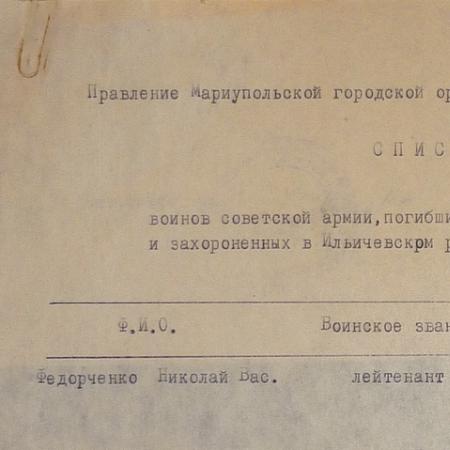 Правление Мариупольской городской ор
С П И С
воинов советской армии, погибши
и захороненных в Ильичевскрм р
Ф.И.О. Воинское зван
Федорченко Николай Вас. лейтенант